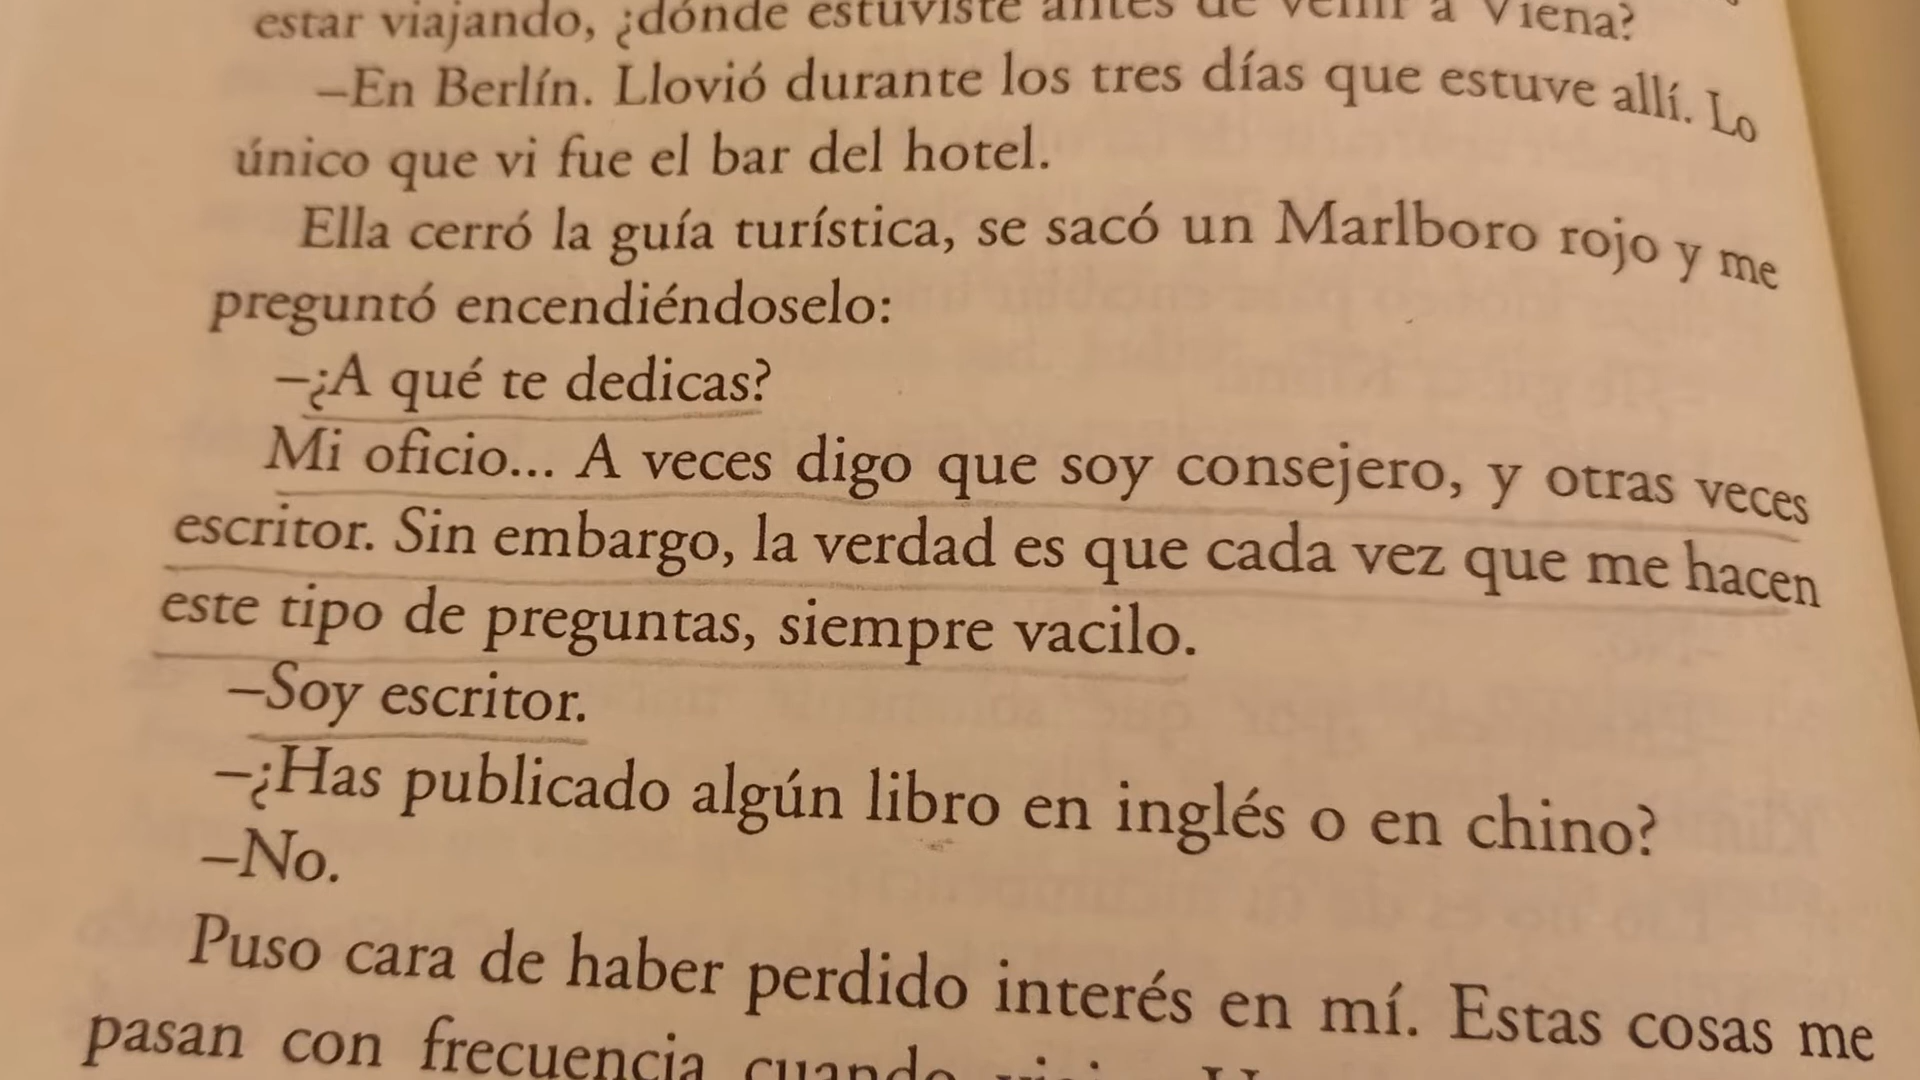 estar viajando, ¿dónde estuviste antes de venir a Viena?
–En Berlín. Llovió durante los tres días que estuve allí. Lo
único que vi fue el bar del hotel.
Ella cerró la guía turística, se sacó un Marlboro rojo y me
preguntó encendiéndoselo:
–¿A qué te dedicas?
Mi oficio... A veces digo que soy consejero, y otras veces
escritor. Sin embargo, la verdad es que cada vez que me hacen
este tipo de preguntas, siempre vacilo.
–Soy escritor.
–¿Has publicado algún libro en inglés o en chino?
–No.
Puso cara de haber perdido interés en mí. Estas cosas me
pasan con frecuencia cuando